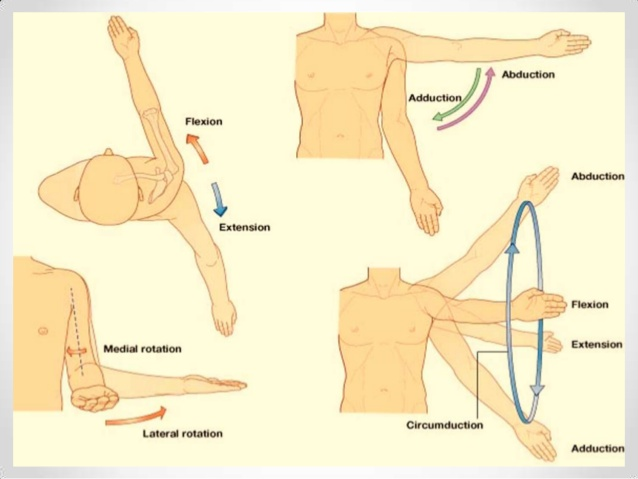 Flexion
Extension
Abduction
Adduction
Medial rotation
Lateral rotation
Abduction
Flexion
Extension
Circumduction
Adduction